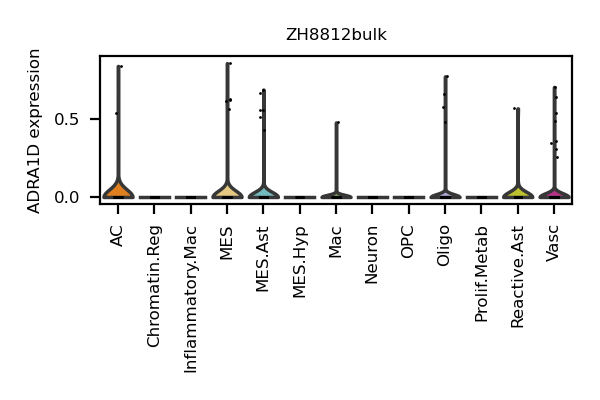 ZH8812bulk
ADRA1D expression
0.5
0.0
AC
Chromatin.Reg
Inflammatory.Mac
MES
MES.Ast
MES.Hyp
Mac
Neuron
OPC
Oligo
Prolif.Metab
Reactive.Ast
Vasc